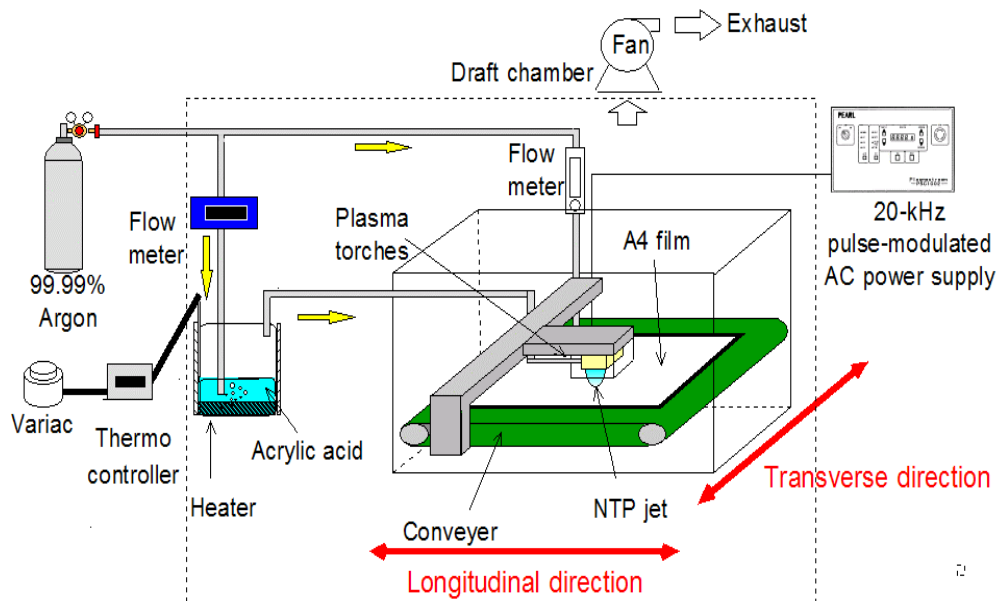 Exhaust
Fan
Draft chamber
PEARL
Flow
meter
20-kHz
pulse-modulated
AC power supply
Plasma
torches
A4 film
Flow
meter
99.99%
Argon
Variac
Thermo
controller
Acrylic acid
Heater
Conveyer
NTP jet
Transverse direction
Longitudinal direction